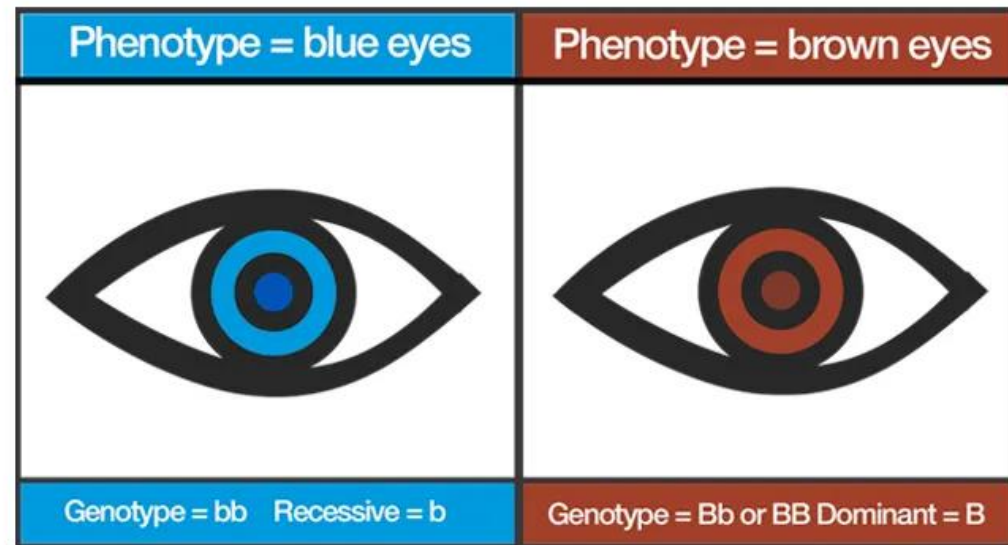 Phenotype = blue eyes
Phenotype = brown eyes
Genotype = bb Recessive = b
Genotype = Bb or BB Dominant = B